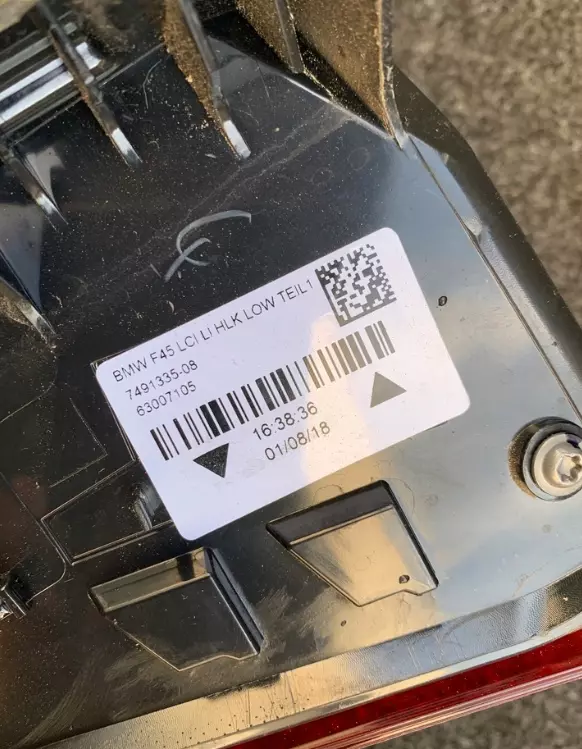 BMW F45 LCI LI HLK LOW TEIL1
7491335-08
63007105
16:38:36
01/08/18